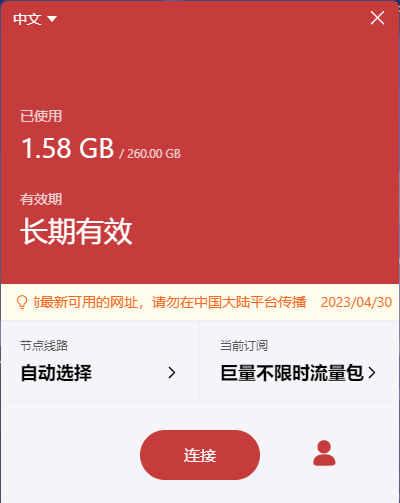 中文
已使用
1.58 GB / 260.00 GB
有效期
长期有效
最新可用的网址，请勿在中国大陆平台传播 2023/04/30
节点线路
当前订阅
自动选择
巨量不限时流量包
连接